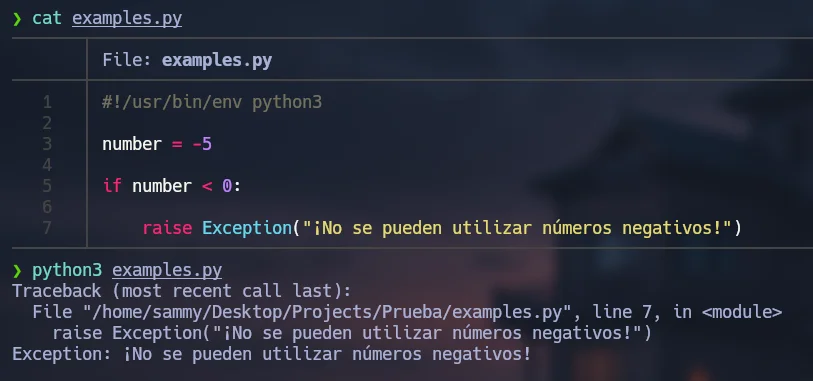 ❯ cat examples.py
File: examples.py
1 #!/usr/bin/env python3
2
3 number = -5
4
5 if number < 0:
6
7 raise Exception("¡No se pueden utilizar números negativos!")
❯ python3 examples.py
Traceback (most recent call last):
File "/home/sammy/Desktop/Projects/Prueba/examples.py", line 7, in <module>
raise Exception("¡No se pueden utilizar números negativos!")
Exception: ¡No se pueden utilizar números negativos!